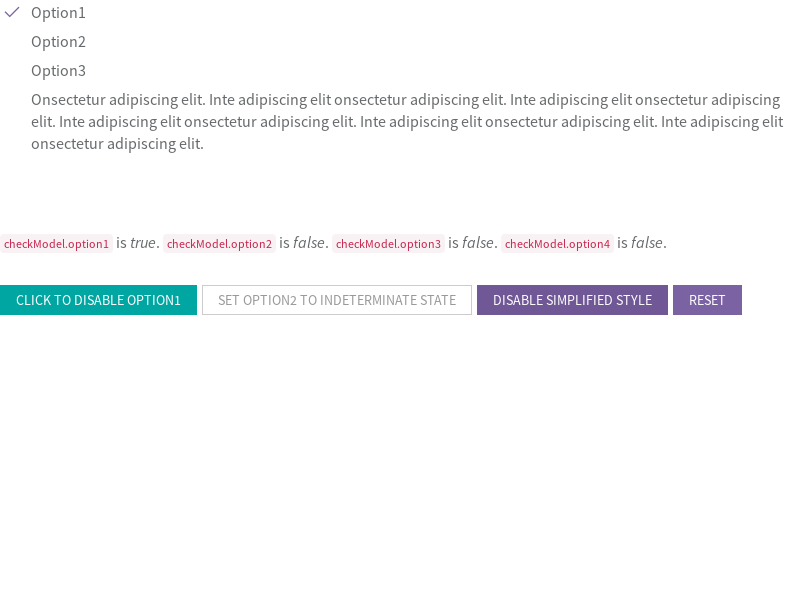 Option1
Option2
Option3
Onsectetur adipiscing elit. Inte adipiscing elit onsectetur adipiscing elit. Inte adipiscing elit onsectetur adipiscing
elit. Inte adipiscing elit onsectetur adipiscing elit. Inte adipiscing elit onsectetur adipiscing elit. Inte adipiscing elit
onsectetur adipiscing elit.
checkModel.option1 is true. checkModel.option2 is false. checkModel.option3 is false. checkModel.option4 is false.
CLICK TO DISABLE OPTION1 SET OPTION2 TO INDETERMINATE STATE DISABLE SIMPLIFIED STYLE RESET